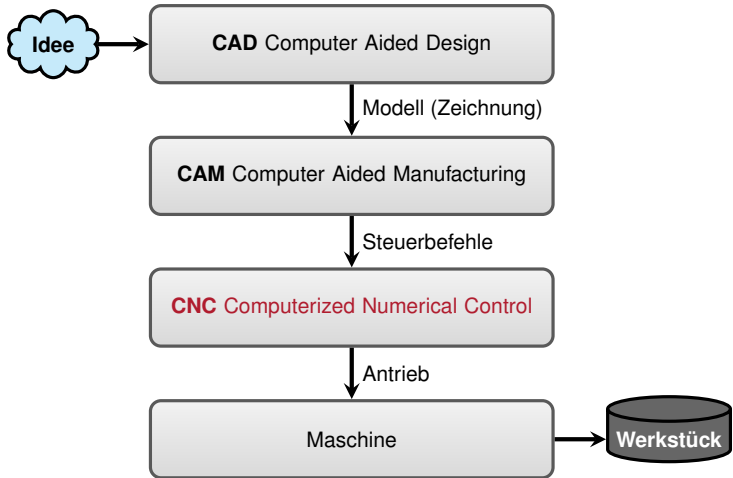 Idee
CAD Computer Aided Design
Modell (Zeichnung)
CAM Computer Aided Manufacturing
Steuerbefehle
CNC Computerized Numerical Control
Antrieb
Maschine
Werkstück